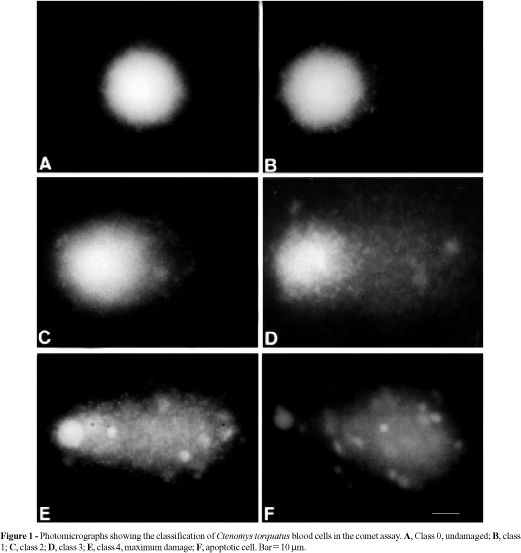 A
B
C
D
E
F
Figure 1 - Photomicrographs showing the classification of Ctenomys torquatus blood cells in the comet assay. A, Class 0, undamaged; B, class
1; C, class 2; D, class 3; E, class 4, maximum damage; F, apoptotic cell. Bar = 10 µm.